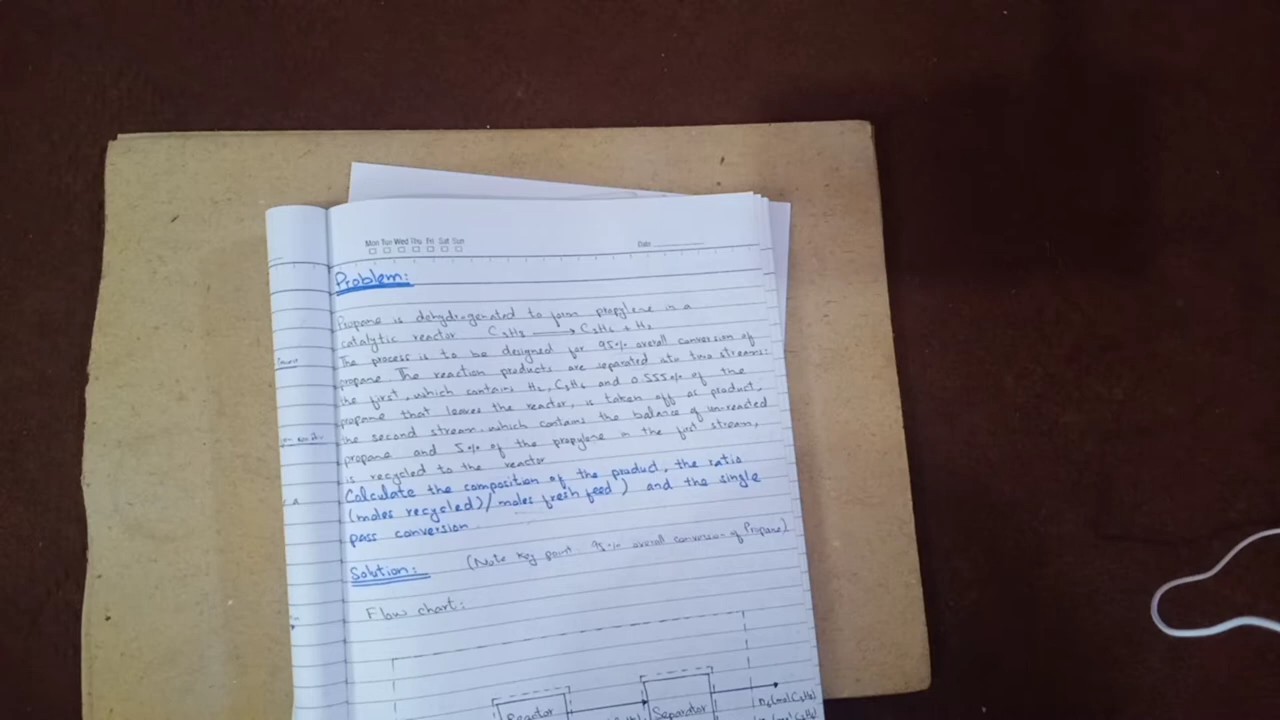 Mon Tue Wed Thu Fri Sat Sun
Date
Problem:
Propane is dehydrogenated to form propylene in a
catalytic reactor C3H8 → C3H6 + H2
The process is to be designed for 95% overall conversion of
propane. The reaction products are separated into two streams:
the first, which contains H2, C3H6 and 0.555% of the
propane that leaves the reactor, is taken off as product,
the second stream, which contains the balance of unreacted
propane and 5% of the propylene in the first stream,
is recycled to the reactor
Calculate the composition of the product, the ratio
(moles recycled)/moles fresh feed) and the single
pass conversion.
Solution: (Note key point 95% overall conversion of Propane)
Flow chart:
Reactor
Separator
n6(mol C3H8)